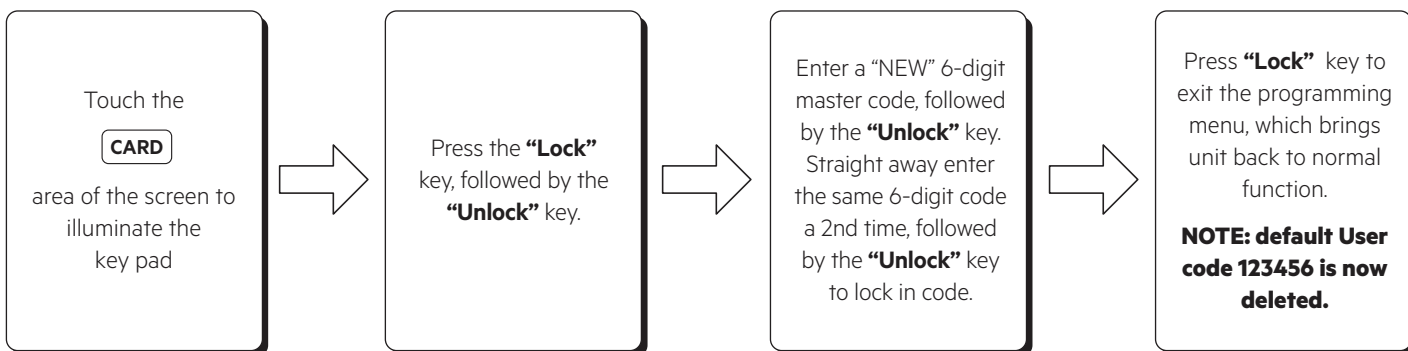 Touch the
CARD
area of the screen to
illuminate the
key pad
Press the “Lock”
key, followed by the
“Unlock” key.
Enter a “NEW” 6-digit
master code, followed
by the “Unlock” key.
Straight away enter
the same 6-digit code
a 2nd time, followed
by the “Unlock” key
to lock in code.
Press “Lock” key to
exit the programming
menu, which brings
unit back to normal
function.
NOTE: default User
code 123456 is now
deleted.